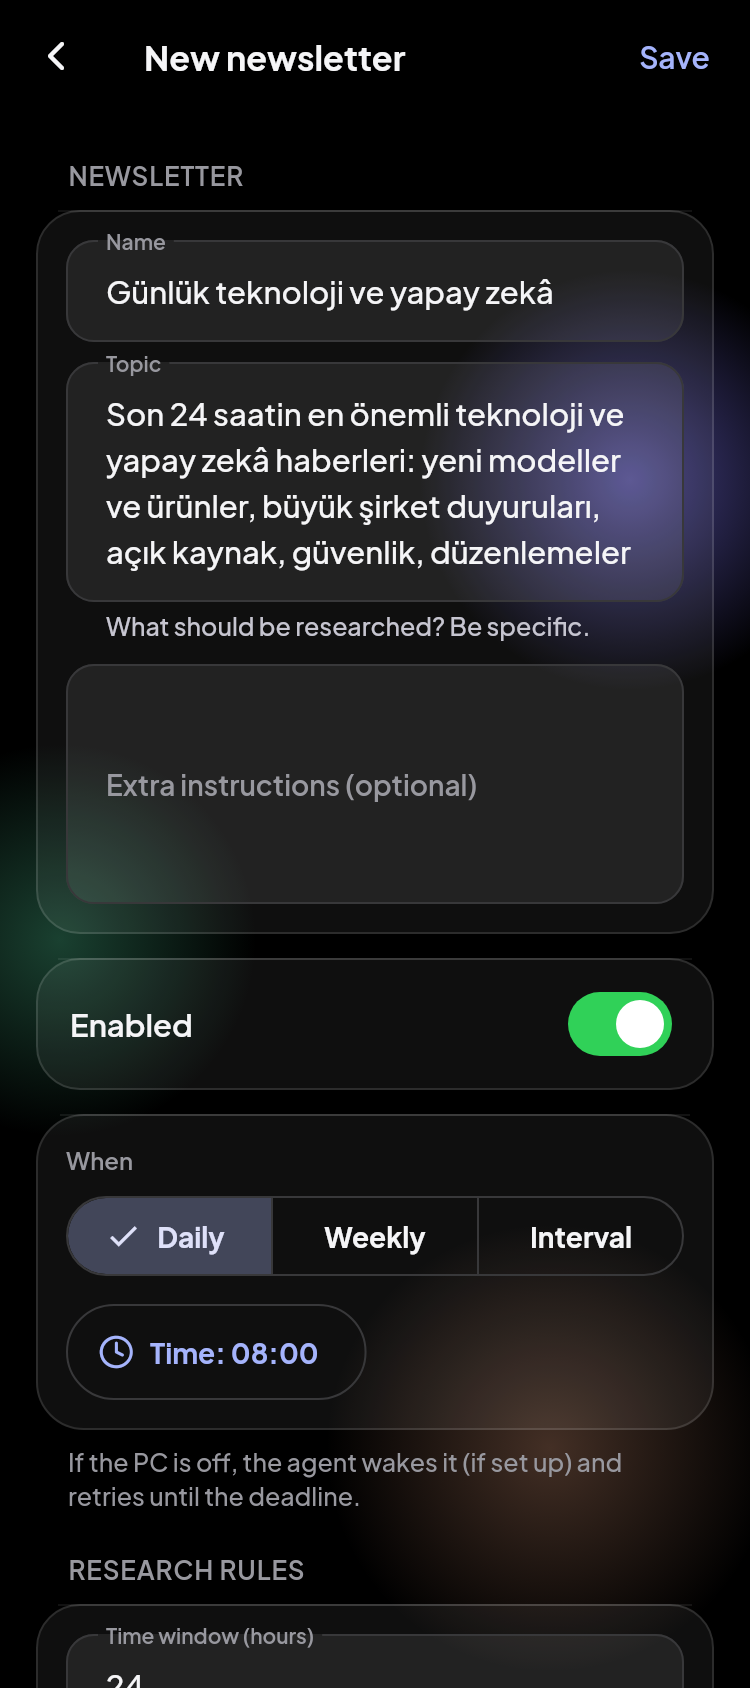 New newsletter
Save
NEWSLETTER
Name
Günlük teknoloji ve yapay zekâ
Topic
Son 24 saatin en önemli teknoloji ve
yapay zekâ haberleri: yeni modeller
ve ürünler, büyük şirket duyuruları,
açık kaynak, güvenlik, düzenlemeler
What should be researched? Be specific.
Extra instructions (optional)
Enabled
When
Daily
Weekly
Interval
Time: 08:00
If the PC is off, the agent wakes it (if set up) and
retries until the deadline.
RESEARCH RULES
Time window (hours)
24